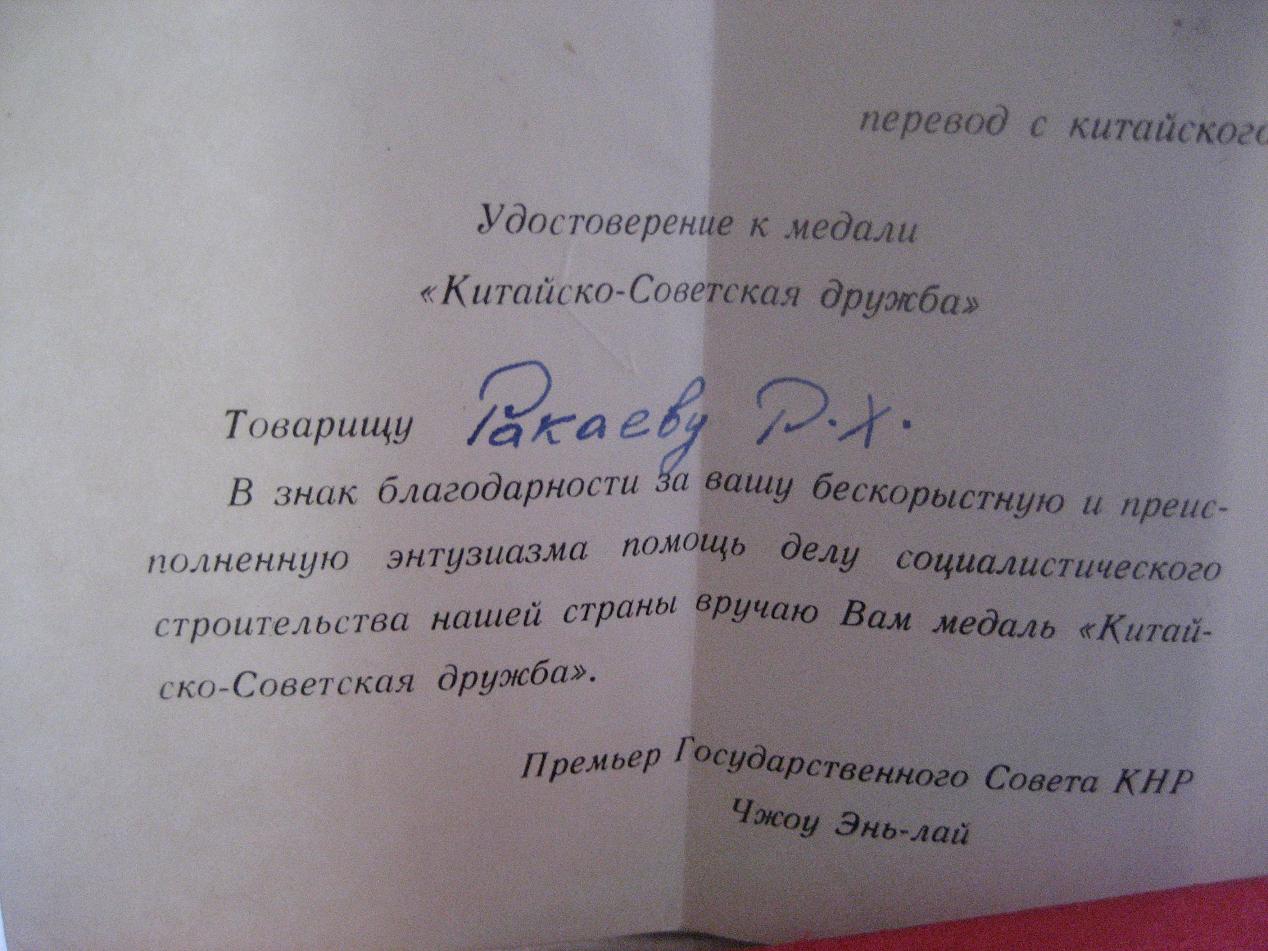 перевод с китайского
Удостоверение к медали
«Китайско-Советская дружба»
Товарищу Ракаеву Р.Х.
В знак благодарности за вашу бескорыстную и преис-
полненную энтузиазма помощь делу социалистического
строительства нашей страны вручаю Вам медаль «Китай-
ско-Советская дружба».
Премьер Государственного Совета КНР
Чжоу Энь-лай